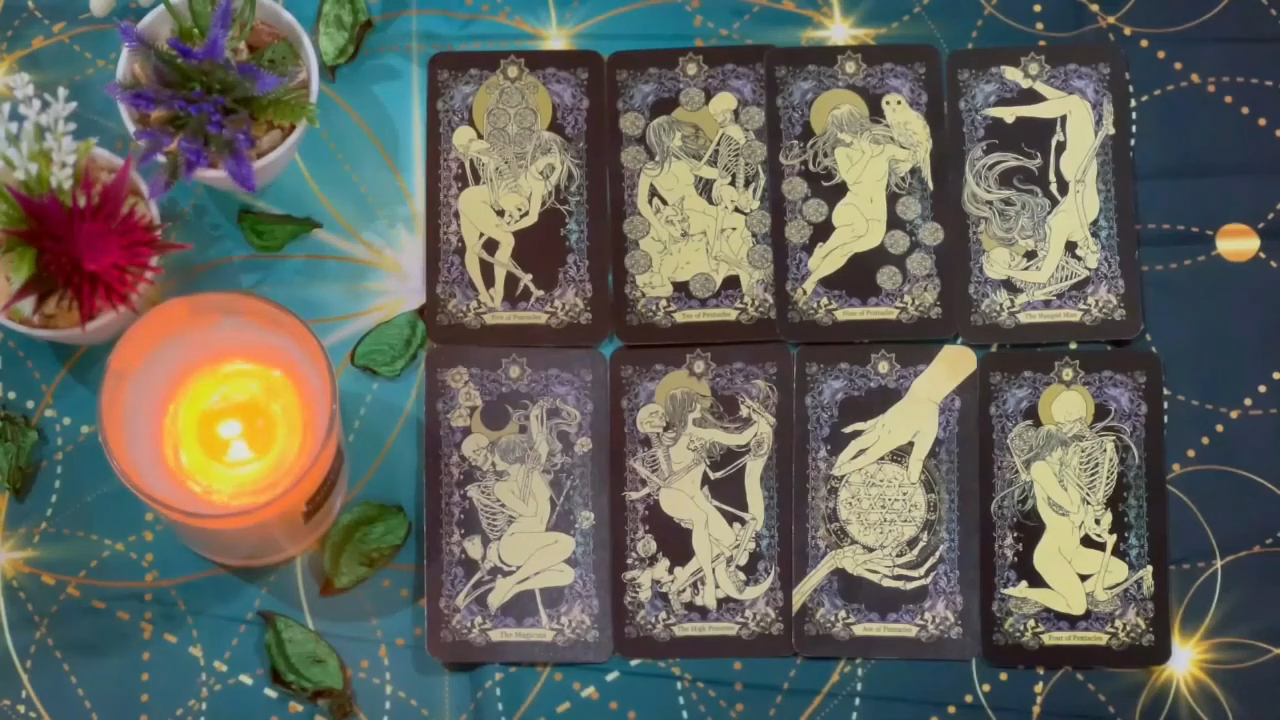 Five of Pentacles
Ten of Pentacles
Nine of Pentacles
The Hanged Man
The Magician
The High Priestess
Ace of Pentacles
Four of Pentacles